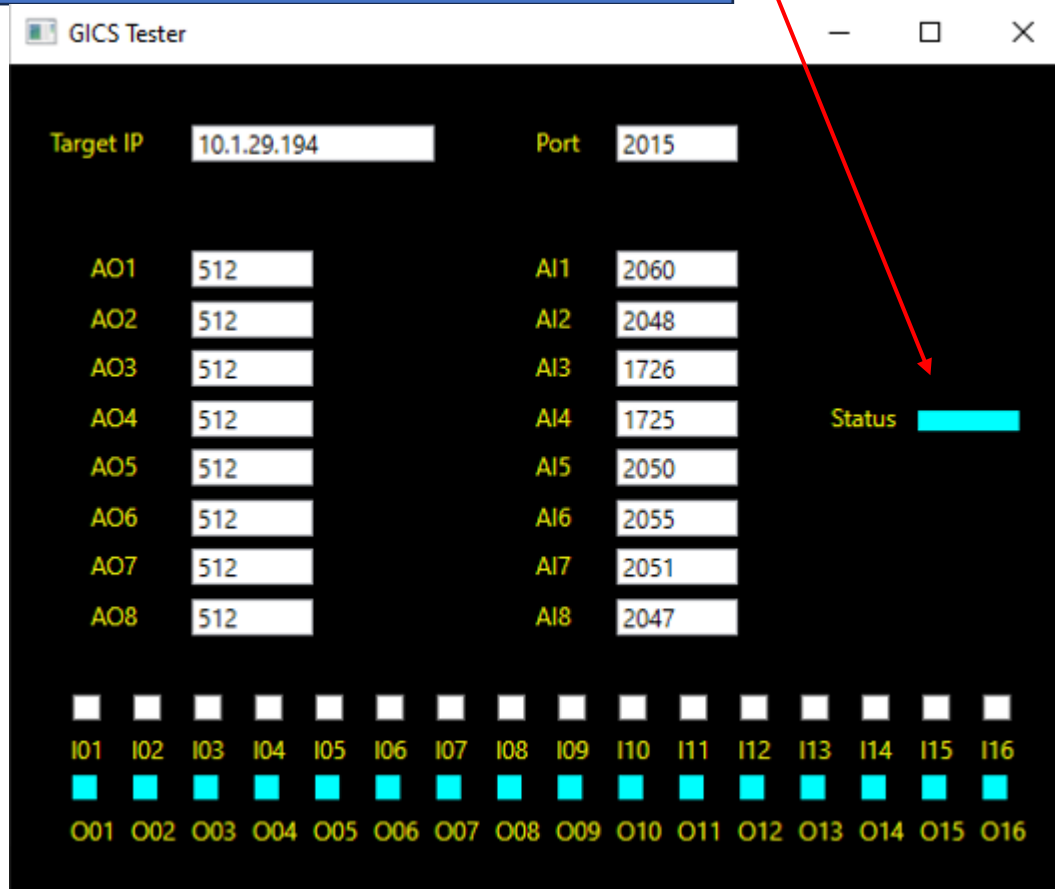 GICS Tester
Target IP 10.1.29.194 Port 2015
AO1 512 AI1 2060
AO2 512 AI2 2048
AO3 512 AI3 1726
AO4 512 AI4 1725 Status
AO5 512 AI5 2050
AO6 512 AI6 2055
AO7 512 AI7 2051
AO8 512 AI8 2047
I01 I02 I03 I04 I05 I06 I07 I08 I09 I10 I11 I12 I13 I14 I15 I16
O01 O02 O03 O04 O05 O06 O07 O08 O09 O10 O11 O12 O13 O14 O15 O16